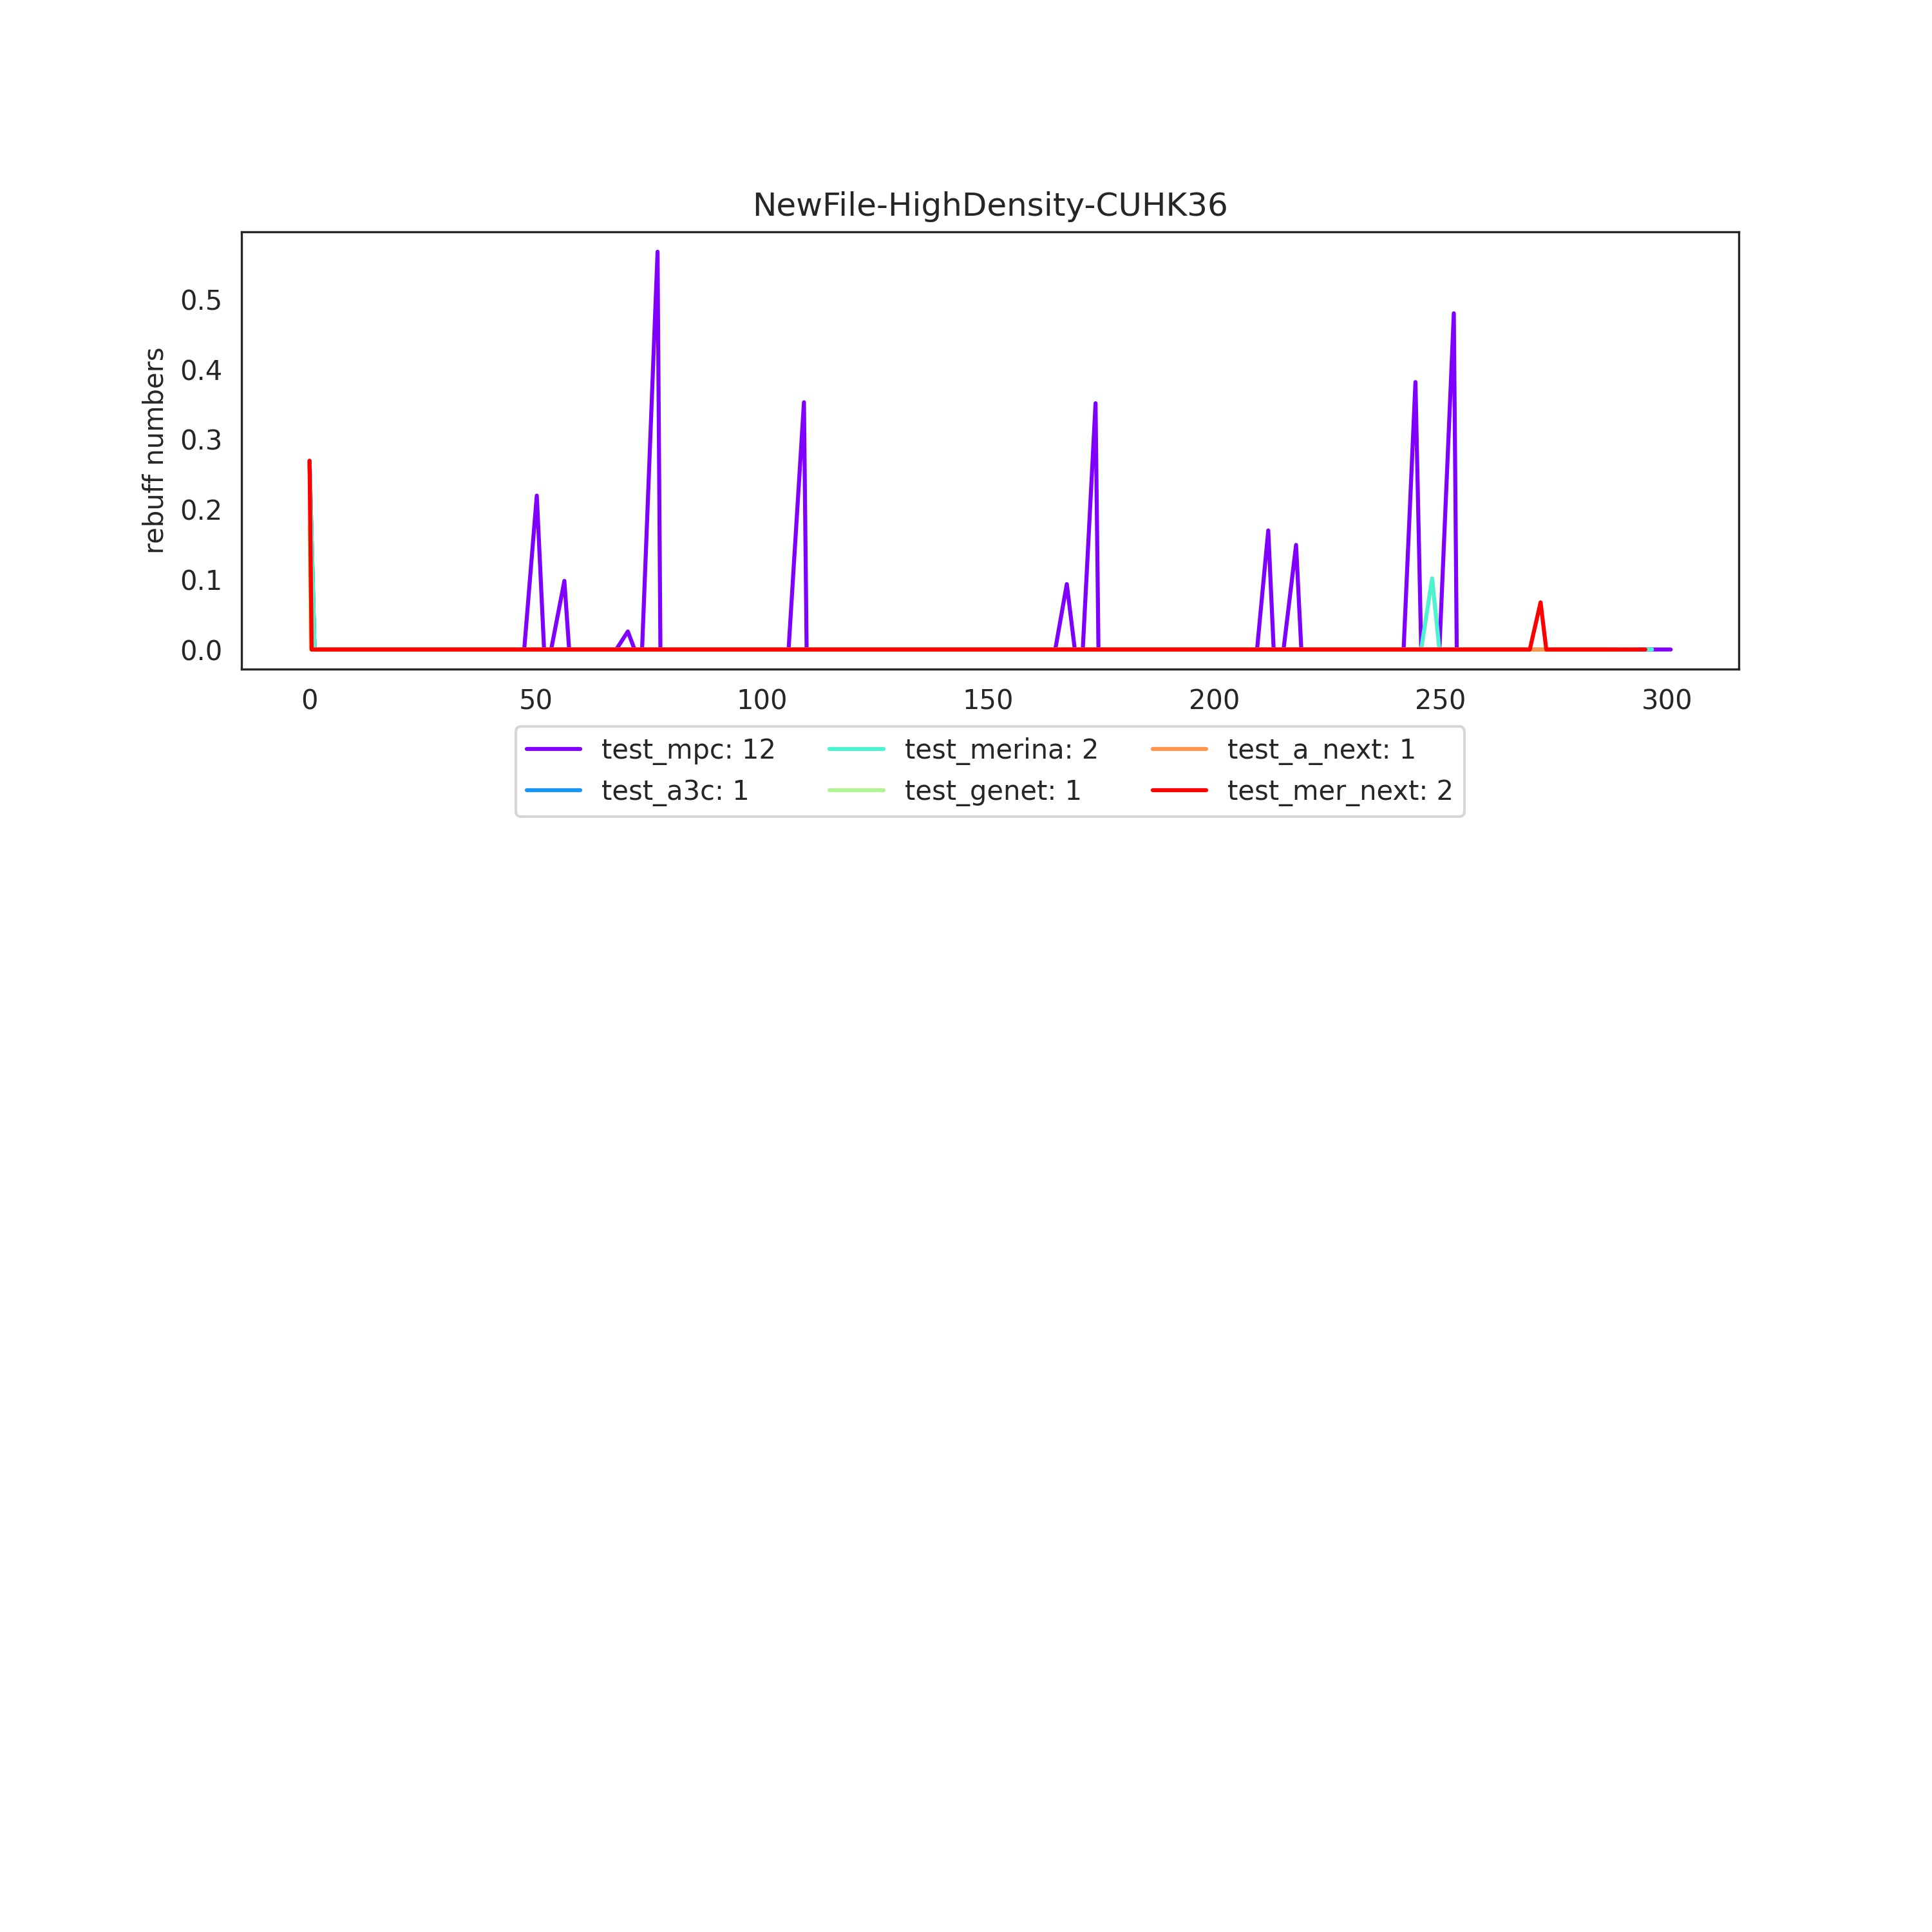 NewFile-HighDensity-CUHK36
rebuff numbers
0.5
0.4
0.3
0.2
0.1
0.0
0 50 100 150 200 250 300
test_mpc: 12 test_merina: 2 test_a_next: 1
test_a3c: 1 test_genet: 1 test_mer_next: 2